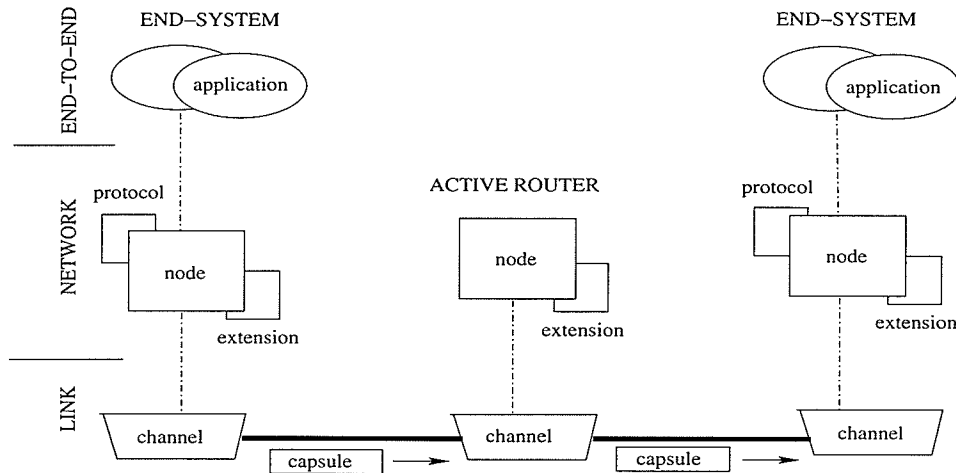 END–SYSTEM
END–SYSTEM
END–TO–END
application
application
protocol
ACTIVE ROUTER
protocol
NETWORK
node
node
node
extension
extension
extension
LINK
channel
channel
channel
capsule
capsule